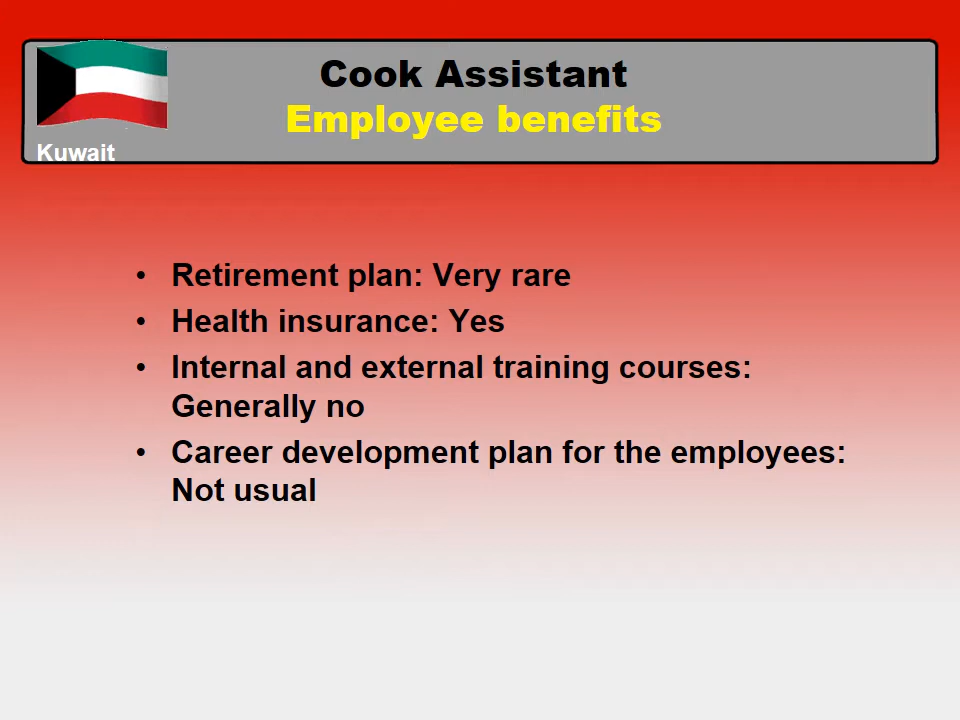 Cook Assistant
Employee benefits
Kuwait
• Retirement plan: Very rare
• Health insurance: Yes
• Internal and external training courses:
Generally no
• Career development plan for the employees:
Not usual